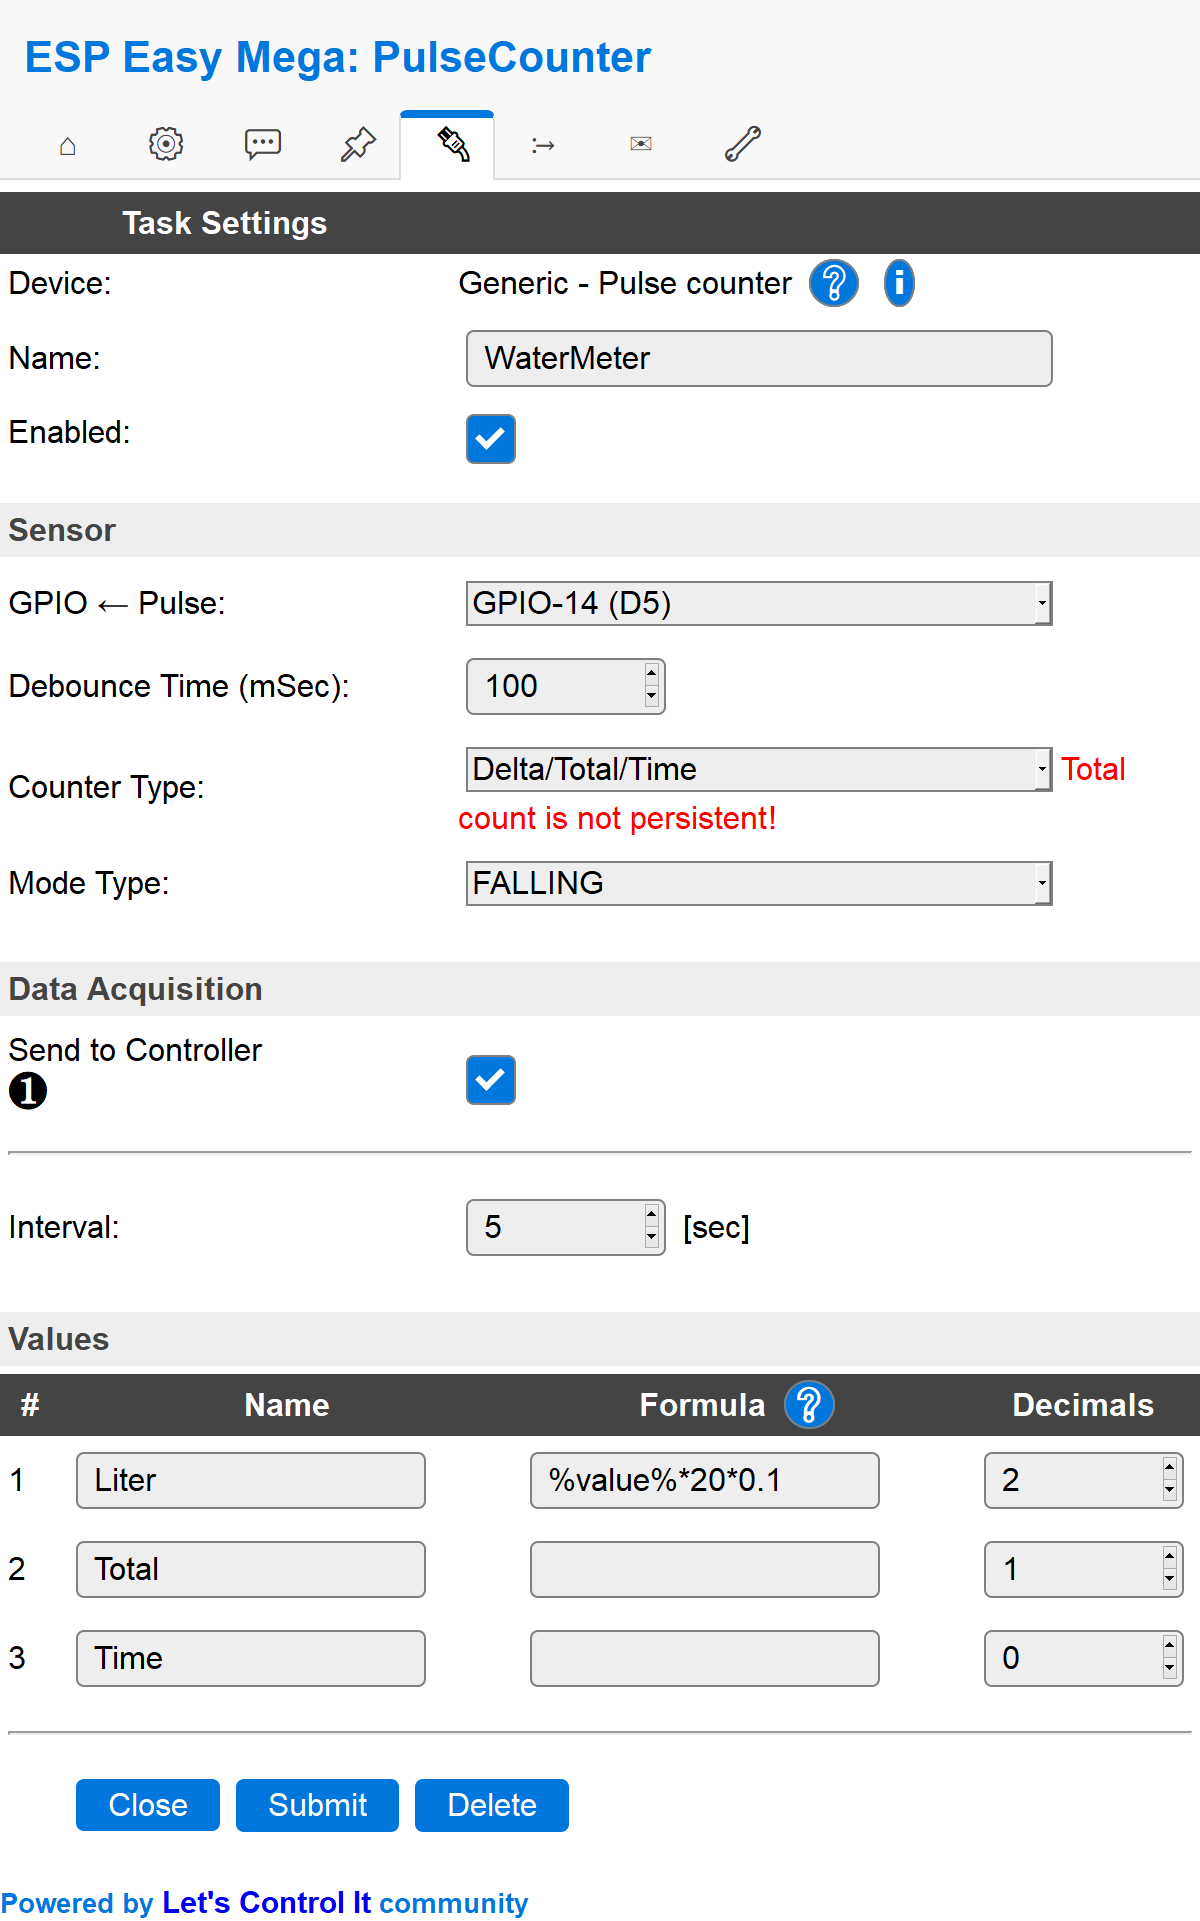 ESP Easy Mega: PulseCounter
Task Settings
Device: Generic - Pulse counter ? i
Name: WaterMeter
Enabled:
Sensor
GPIO ← Pulse: GPIO-14 (D5)
Debounce Time (mSec): 100
Counter Type: Delta/Total/Time Total
count is not persistent!
Mode Type: FALLING
Data Acquisition
Send to Controller
❶
Interval: 5 [sec]
Values
# Name Formula ? Decimals
1 Liter %value%*20*0.1 2
2 Total 1
3 Time 0
Close Submit Delete
Powered by Let's Control It community